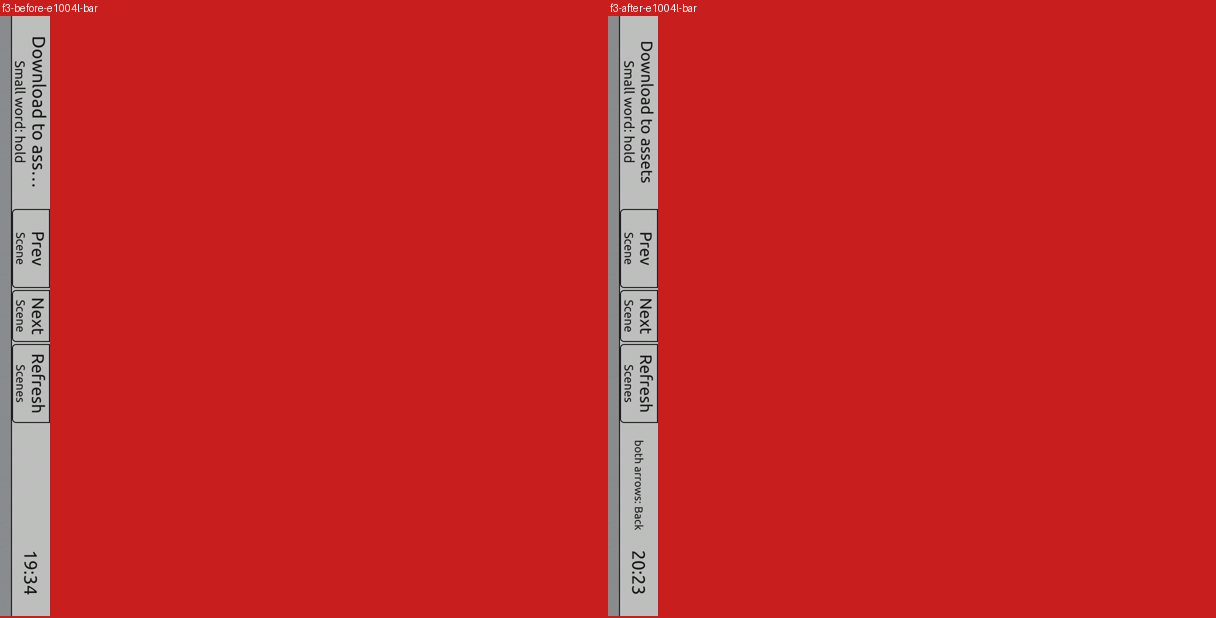 f3-before-e1004l-bar
Download to ass...
Small word: hold
Prev
Scene
Next
Scene
Refresh
Scenes
19:34
f3-after-e1004l-bar
Download to assets
Small word: hold
Prev
Scene
Next
Scene
Refresh
Scenes
both arrows: Back
20:23